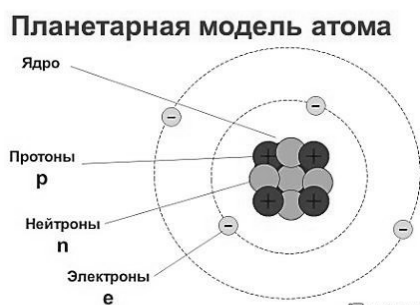 Планетарная модель атома
Ядро
Протоны
p
Нейтроны
n
Электроны
e